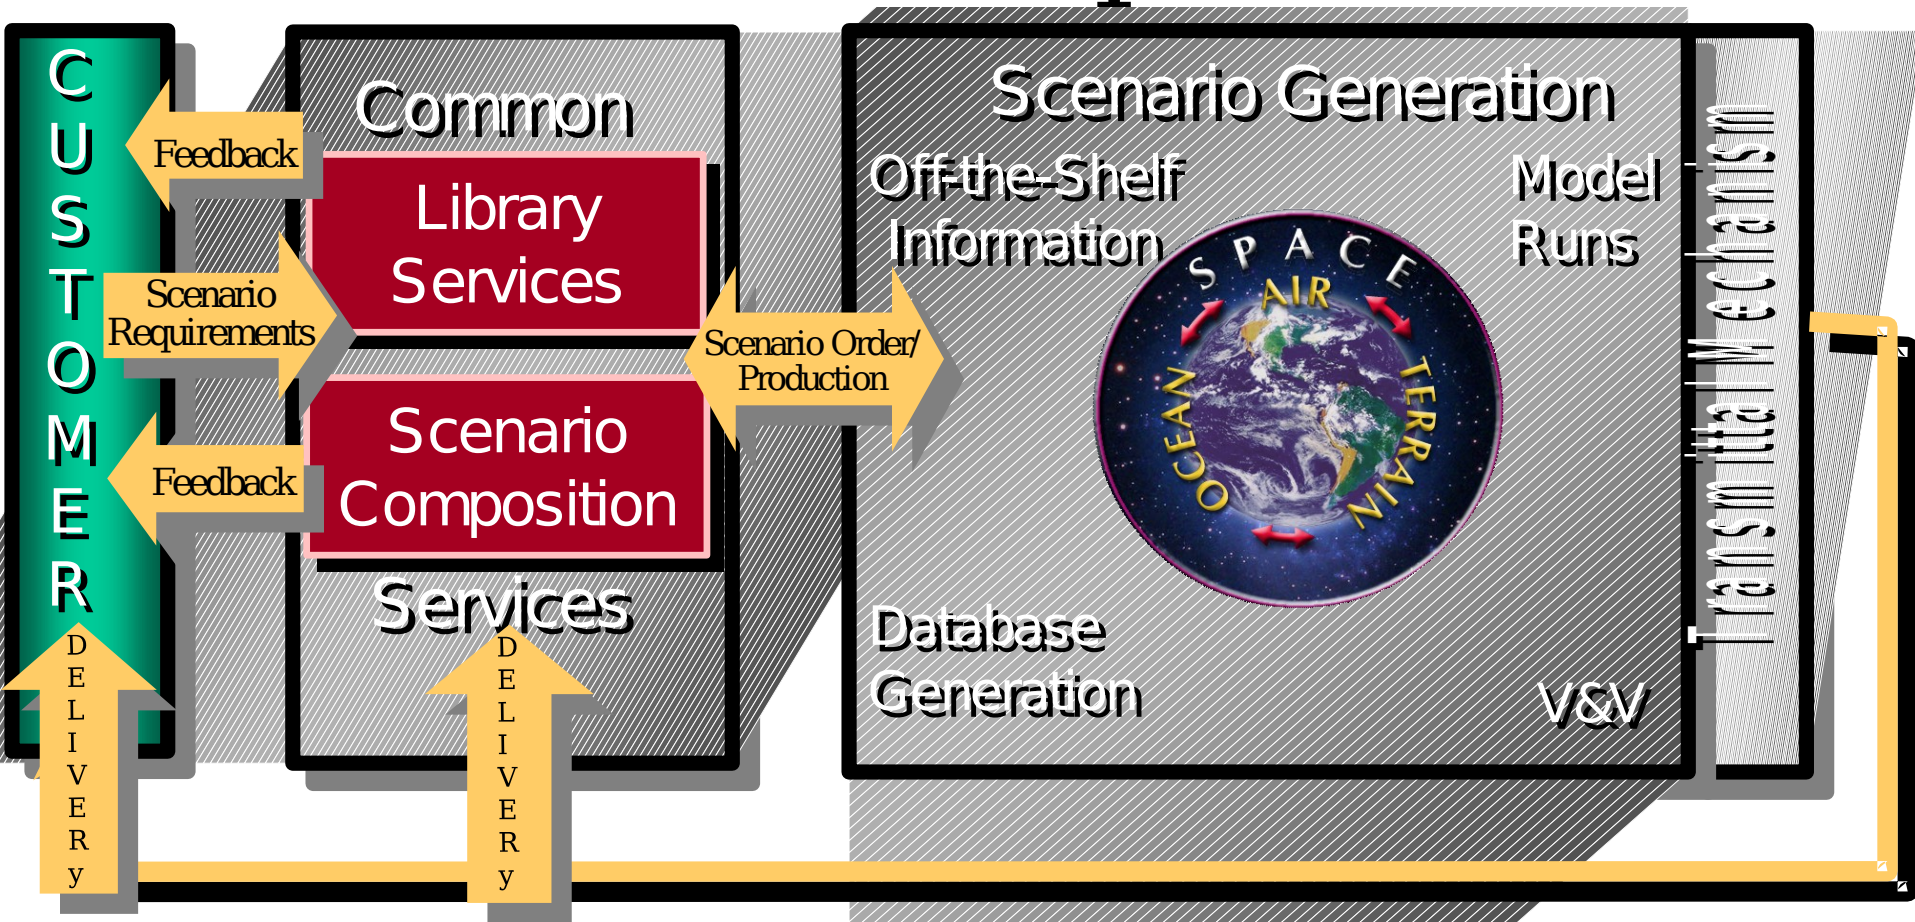 CUSTOMER
Feedback
Scenario
Requirements
Feedback
DELIVERy
Common
Library
Services
Scenario
Composition
Services
DELIVERy
Scenario Order/
Production
Scenario Generation
Off-the-Shelf
Information
Model
Runs
SPACE
AIR
OCEAN
TERRAIN
Database
Generation
V&V
Transmittal Mechanism